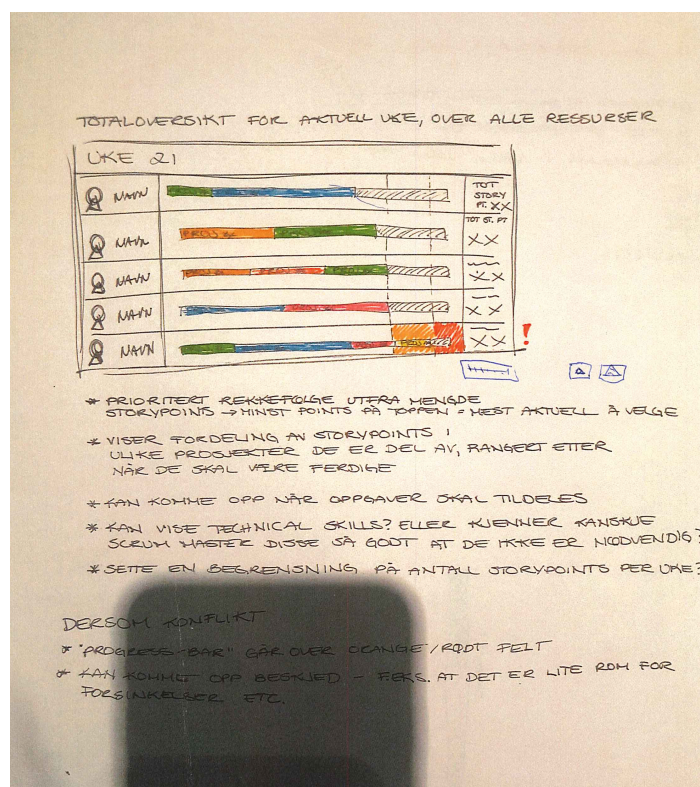 TOTALOVERSIKT FOR AKTUELL UKE, OVER ALLE RESSURSER
UKE 21
NAVN
TOT
STORY
PT. XX
NAVN
TOT ST. PT
XX
NAVN
XX
NAVN
XX
NAVN
XX
!
* PRIORITERT REKKEFØLGE UTFRA MENGDE
STORYPOINTS → MINST POINTS PÅ TOPPEN = MEST AKTUELL Å VELGE
* VISER FORDELING AV STORYPOINTS I
ULIKE PROSJEKTER DE ER DEL AV, RANGERT ETTER
NÅR DE SKAL VÆRE FERDIGE
* KAN KOMME OPP NÅR OPPGAVER SKAL TILDELES
* KAN VISE TECHNICAL SKILLS? ELLER KJENNER KANSKJE
SCRUM MASTER DISSE SÅ GODT AT DE IKKE ER NØDVENDIG?
* SETTE EN BEGRENSNING PÅ ANTALL STORYPOINTS PER UKE?
DERSOM KONFLIKT
* "PROGRESS-BAR" GÅR OVER ORANGE/RØDT FELT
* KAN KOMME OPP BESKJED - F.EKS. AT DET ER LITE ROM FOR
FORSINKELSER ETC.